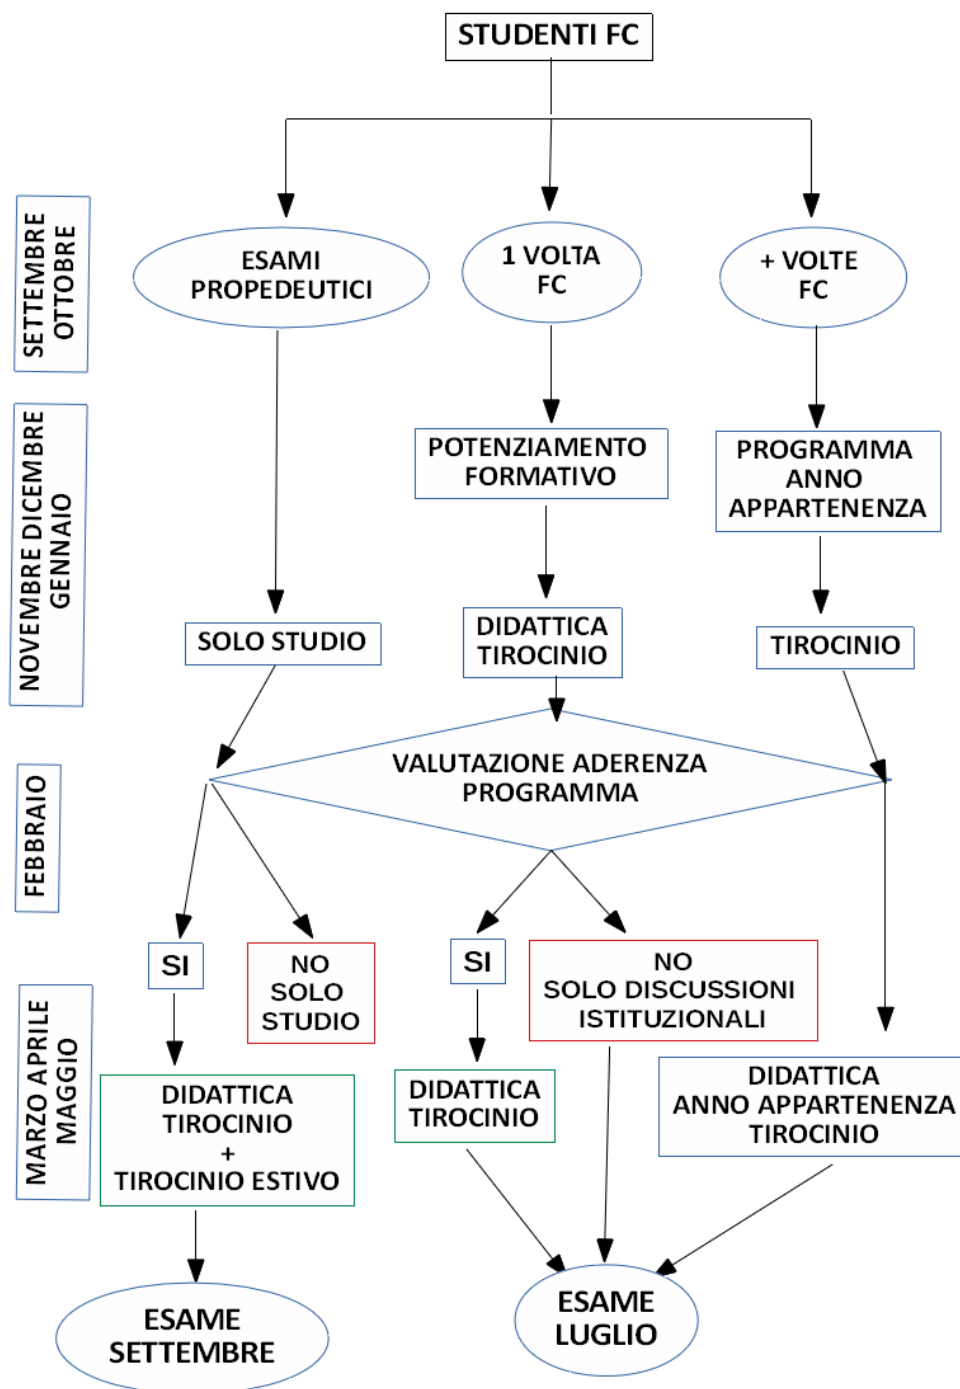 STUDENTI FC
SETTEMBRE
OTTOBRE
ESAMI
PROPEDEUTICI
1 VOLTA
FC
+ VOLTE
FC
NOVEMBRE DICEMBRE
GENNAIO
POTENZIAMENTO
FORMATIVO
PROGRAMMA
ANNO
APPARTENENZA
SOLO STUDIO
DIDATTICA
TIROCINIO
TIROCINIO
FEBBRAIO
VALUTAZIONE ADERENZA
PROGRAMMA
SI
NO
SOLO
STUDIO
SI
NO
SOLO DISCUSSIONI
ISTITUZIONALI
MARZO APRILE
MAGGIO
DIDATTICA
TIROCINIO
+
TIROCINIO ESTIVO
DIDATTICA
TIROCINIO
DIDATTICA
ANNO APPARTENENZA
TIROCINIO
ESAME
SETTEMBRE
ESAME
LUGLIO